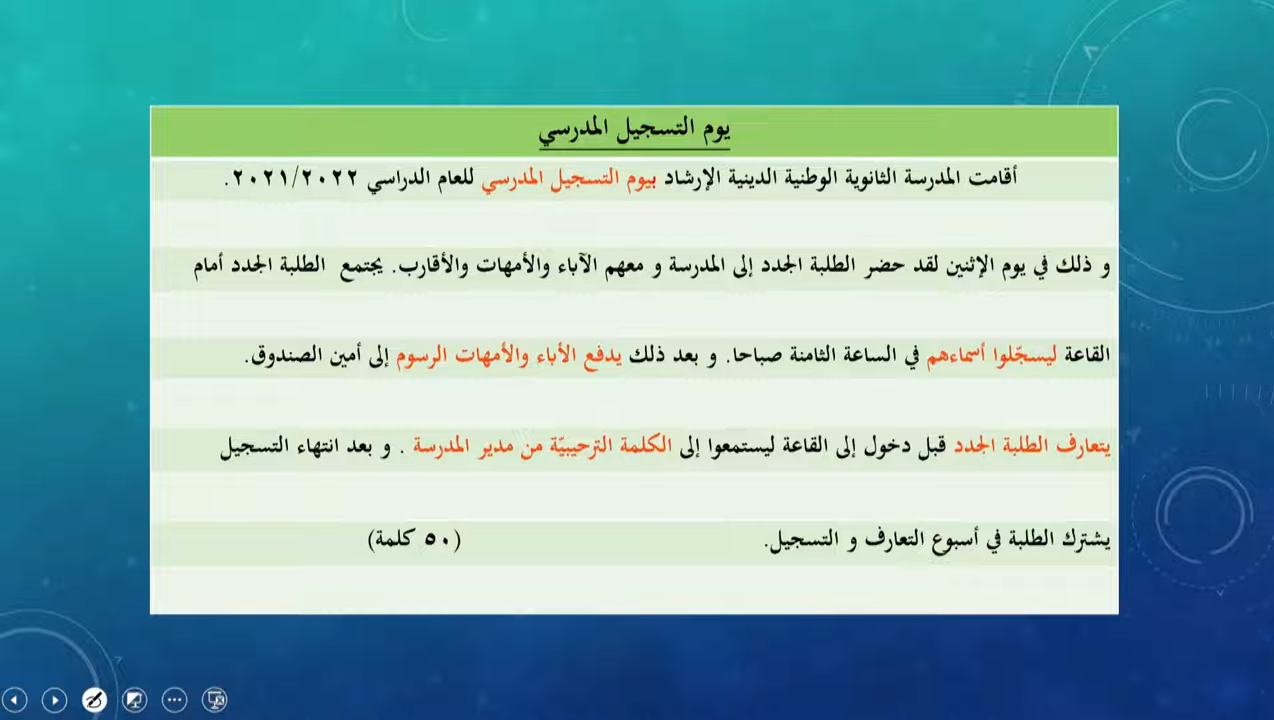 يوم التسجيل المدرسي
أقامت المدرسة الثانوية الوطنية الدينية الإرشاد بيوم التسجيل المدرسي للعام الدراسي ٢٠٢١/٢٠٢٢.
و ذلك في يوم الإثنين لقد حضر الطلبة الجدد إلى المدرسة و معهم الآباء والأمهات والأقارب. يجتمع الطلبة الجدد أمام
القاعة ليسجّلوا أسماءهم في الساعة الثامنة صباحا. و بعد ذلك يدفع الأباء والأمهات الرسوم إلى أمين الصندوق.
يتعارف الطلبة الجدد قبل دخول إلى القاعة ليستمعوا إلى الكلمة الترحيبيّة من مدير المدرسة . و بعد انتهاء التسجيل
يشترك الطلبة في أسبوع التعارف و التسجيل. (٥٠ كلمة)